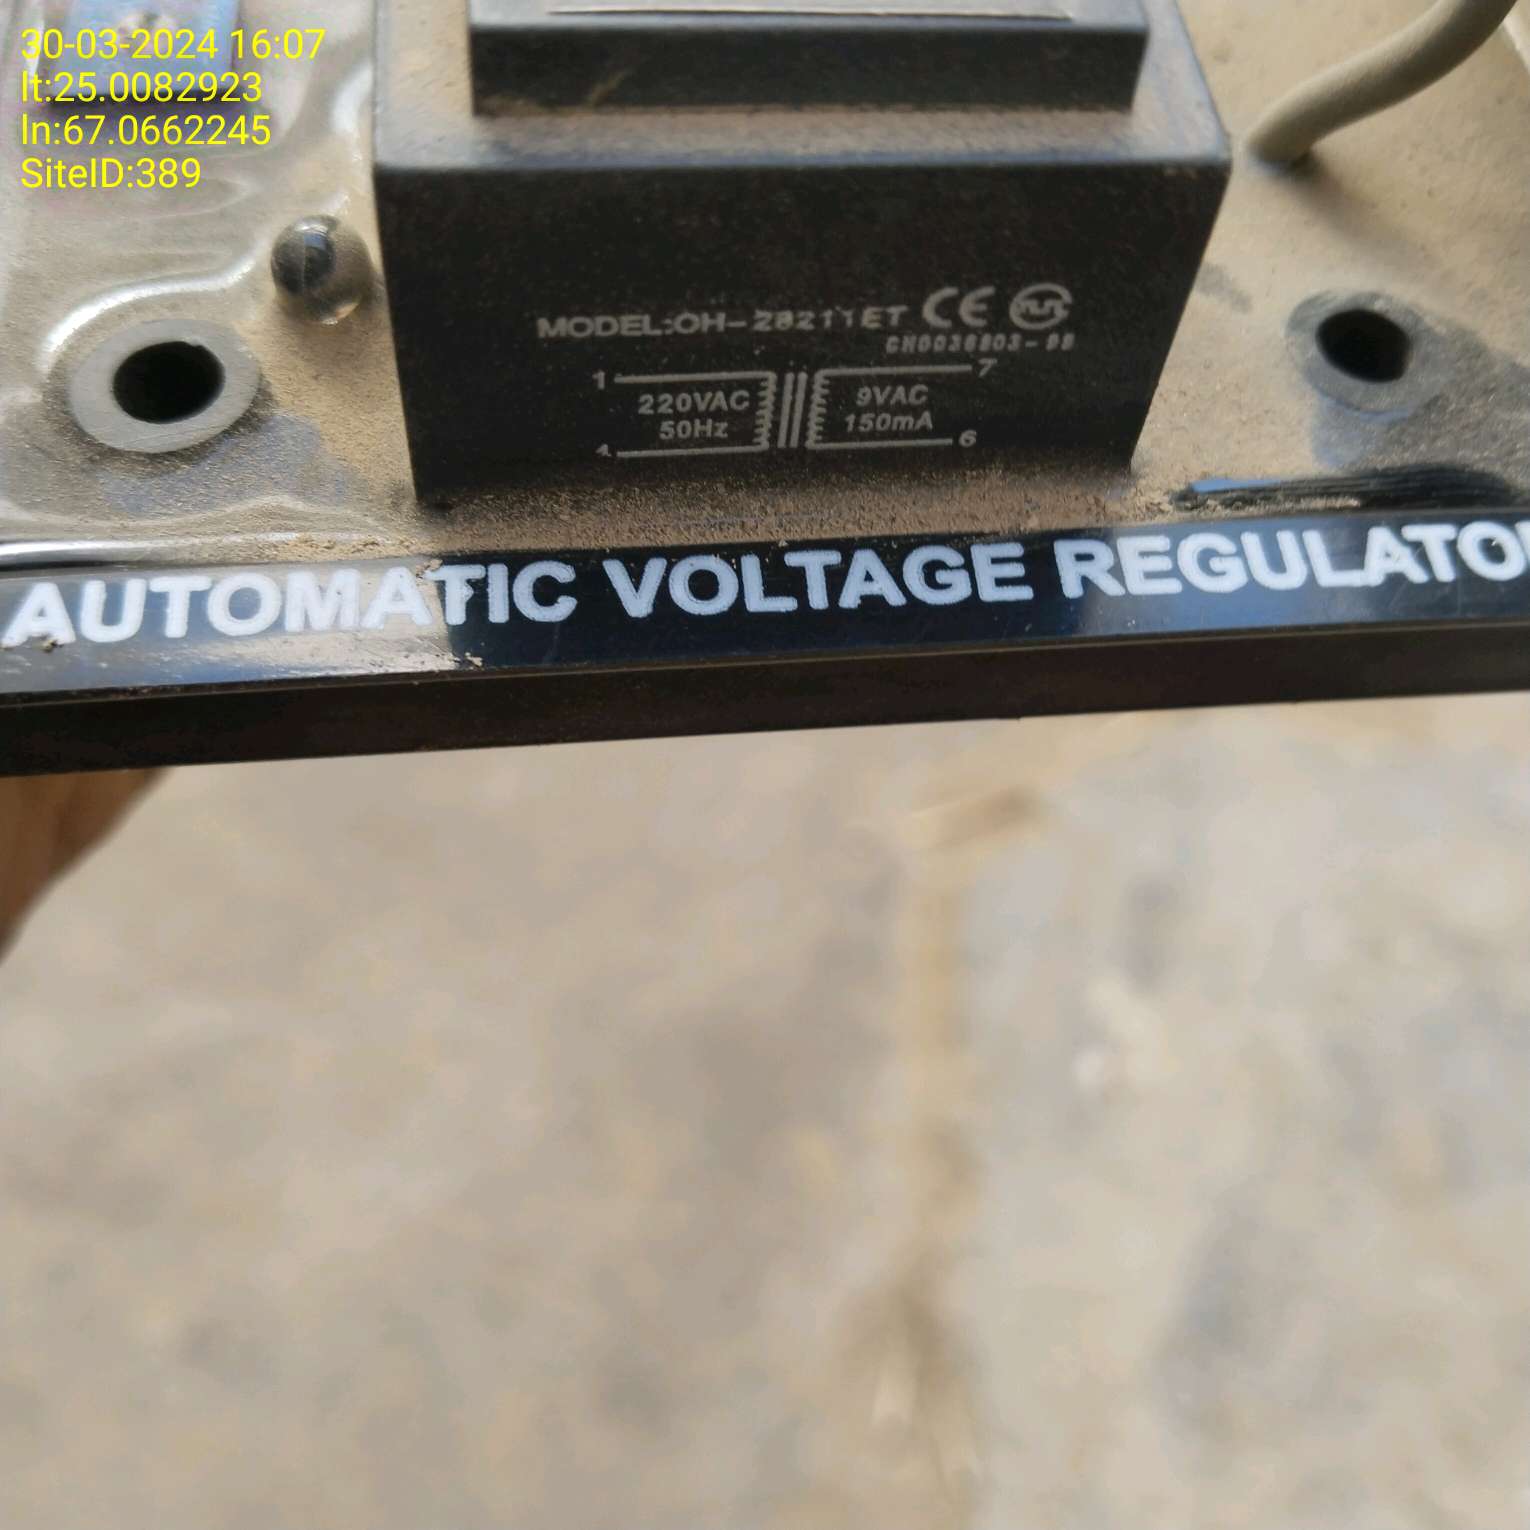 30-03-2024 16:07
lt:25.0082923
ln:67.0662245
SiteID:389
MODEL:OH-28211ET CE
1 7
220VAC 9VAC
50Hz 150mA
4 6
AUTOMATIC VOLTAGE REGULATO